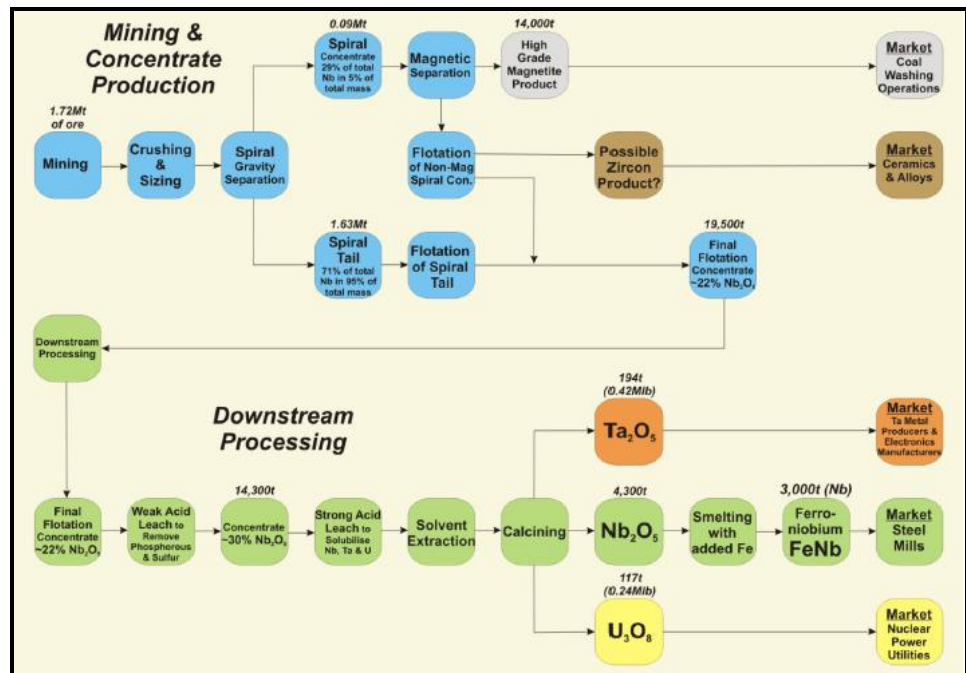 Mining &
Concentrate
Production
0.09Mt
Spiral
Concentrate
29% of total
Nb in 5% of
total mass
Magnetic
Separation
14,000t
High
Grade
Magnetite
Product
Market
Coal
Washing
Operations
1.72Mt
of ore
Mining
Crushing
&
Sizing
Spiral
Gravity
Separation
Flotation
of Non-Mag
Spiral Con.
Possible
Zircon
Product?
Market
Ceramics
& Alloys
1.63Mt
Spiral
Tail
71% of total
Nb in 95% of
total mass
Flotation
of Spiral
Tail
19,500t
Final
Flotation
Concentrate
~22% Nb₂O₅
Downstream
Processing
Downstream
Processing
194t
(0.42Mlb)
Ta₂O₅
Market
Ta Metal
Producers &
Electronics
Manufacturers
Final
Flotation
Concentrate
~22% Nb₂O₅
Weak Acid
Leach to
Remove
Phospherous
& Sulfur
14,300t
Concentrate
~30% Nb₂O₅
Strong Acid
Leach to
Solubilise
Nb, Ta & U
Solvent
Extraction
Calcining
4,300t
Nb₂O₅
Smelting
with
added Fe
3,000t (Nb)
Ferro-
niobium
FeNb
Market
Steel
Mills
117t
(0.24Mlb)
U₃O₈
Market
Nuclear
Power
Utilities